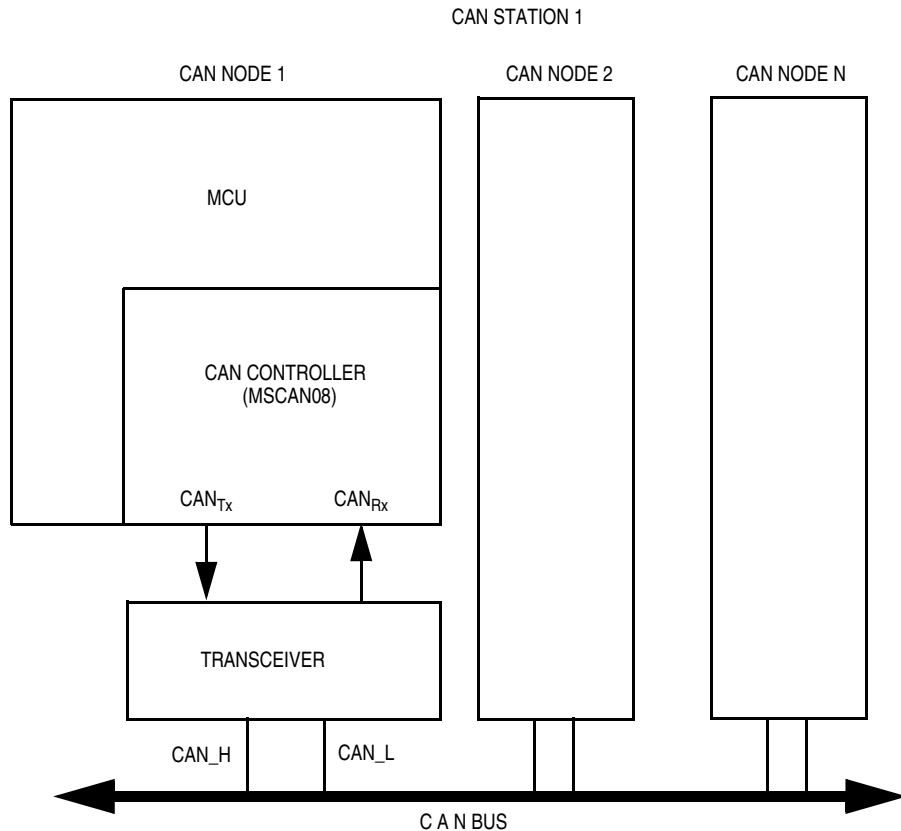 CAN STATION 1
CAN NODE 1
CAN NODE 2
CAN NODE N
MCU
CAN CONTROLLER
(MSCAN08)
CANTx
CANRx
TRANSCEIVER
CAN_H
CAN_L
C A N BUS